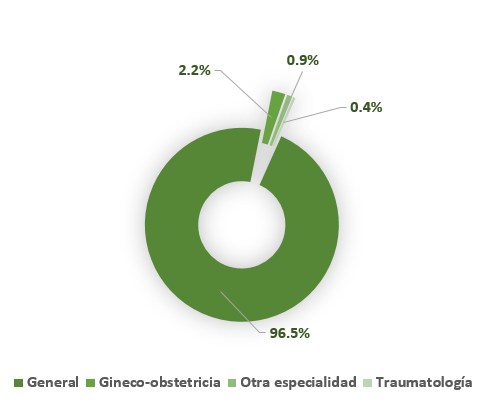 0.9%
2.2%
0.4%
96.5%
General Gineco-obstetricia Otra especialidad Traumatología